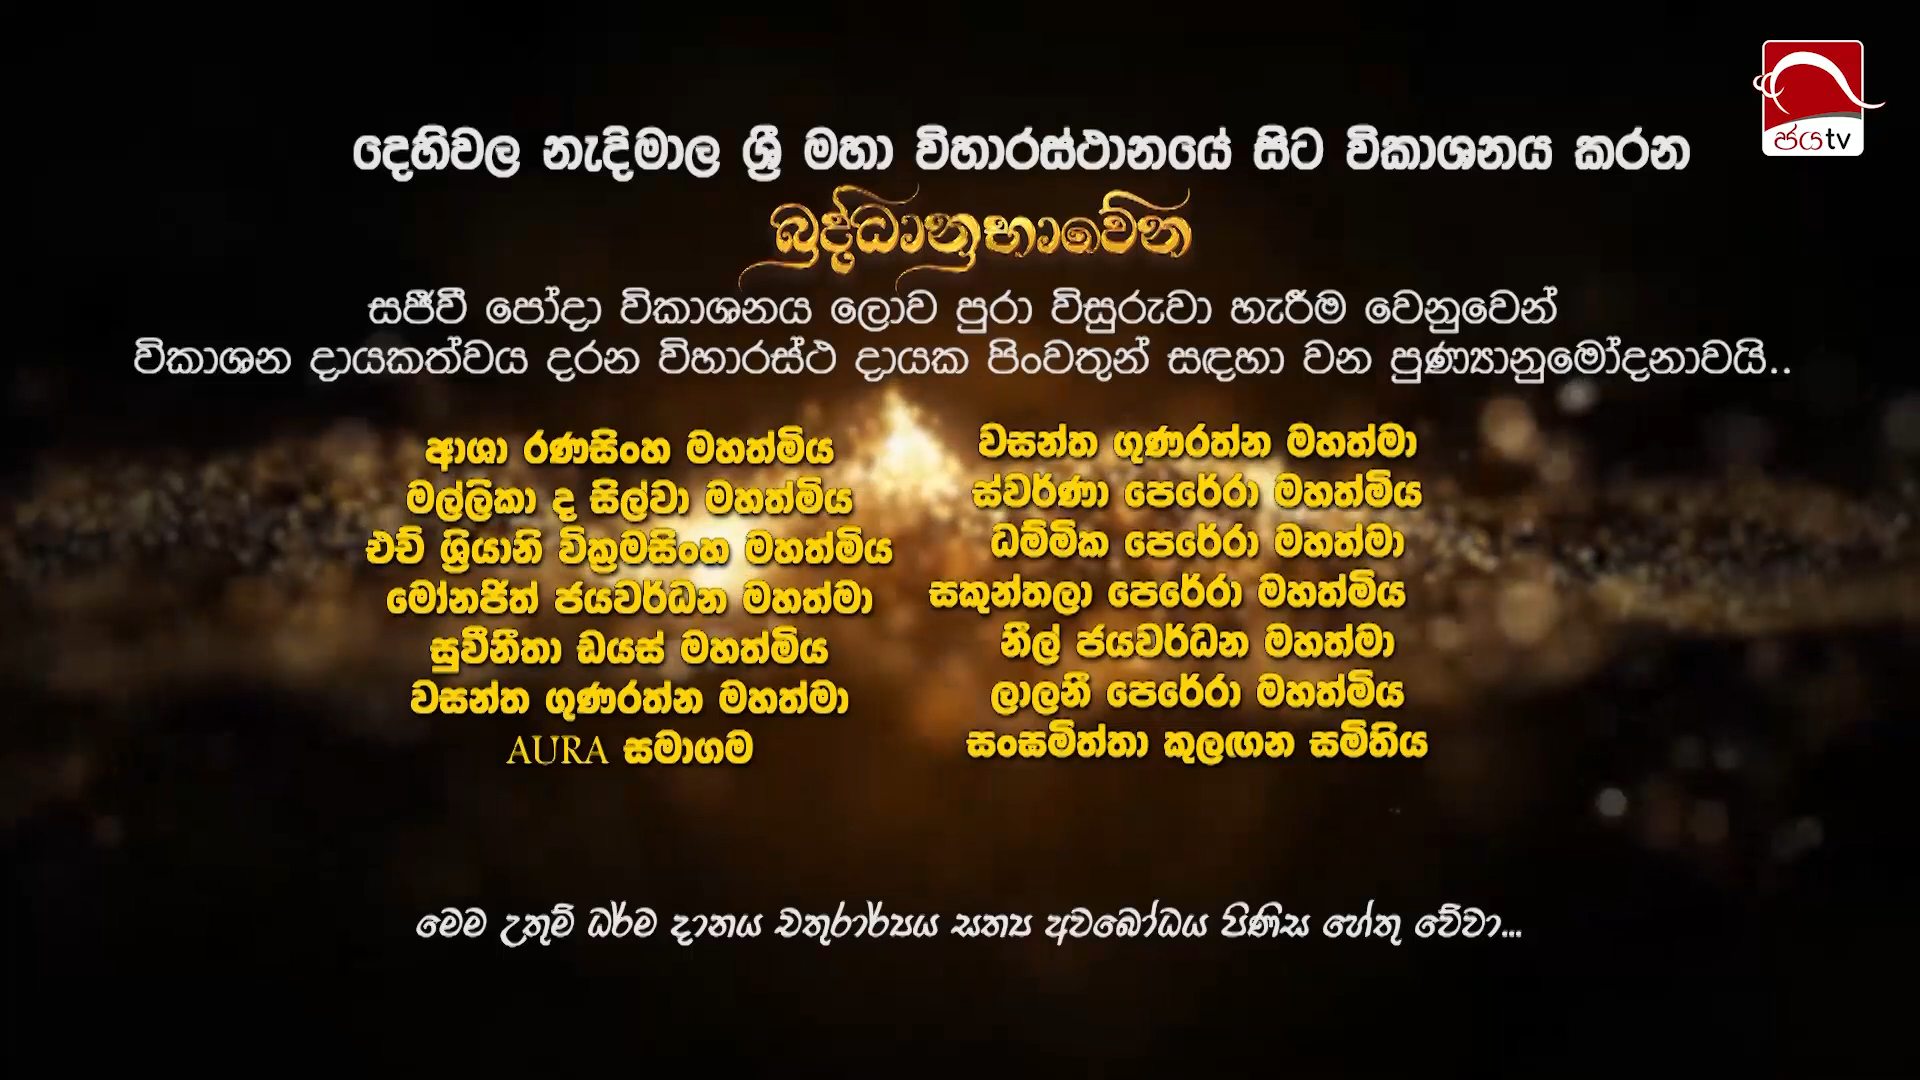 ජය tv
දෙහිවල නැදිමාල ශ්‍රී මහා විහාරස්ථානයේ සිට විකාශනය කරන
බුද්ධානුභාවේන
සජීවී පෝදා විකාශනය ලොව පුරා විසුරුවා හැරීම වෙනුවෙන්
විකාශන දායකත්වය දරන විහාරස්ථ දායක පිංවතුන් සඳහා වන පුණ්‍යානුමෝදනාවයි..
ආශා රණසිංහ මහත්මිය
මල්ලිකා ද සිල්වා මහත්මිය
එච් ශ්‍රියානි වික්‍රමසිංහ මහත්මිය
මෝනජිත් ජයවර්ධන මහත්මා
සුවිනීතා ඩයස් මහත්මිය
වසන්ත ගුණරත්න මහත්මා
AURA සමාගම
වසන්ත ගුණරත්න මහත්මා
ස්වර්ණා පෙරේරා මහත්මිය
ධම්මික පෙරේරා මහත්මා
සකුන්තලා පෙරේරා මහත්මිය
නීල් ජයවර්ධන මහත්මා
ලාලනී පෙරේරා මහත්මිය
සංඝමිත්තා කුලඟන සමිතිය
මෙම උතුම් ධර්ම දානය චතුරාර්ය්‍යය සත්‍ය අවබෝධය පිණිස හේතු වේවා...